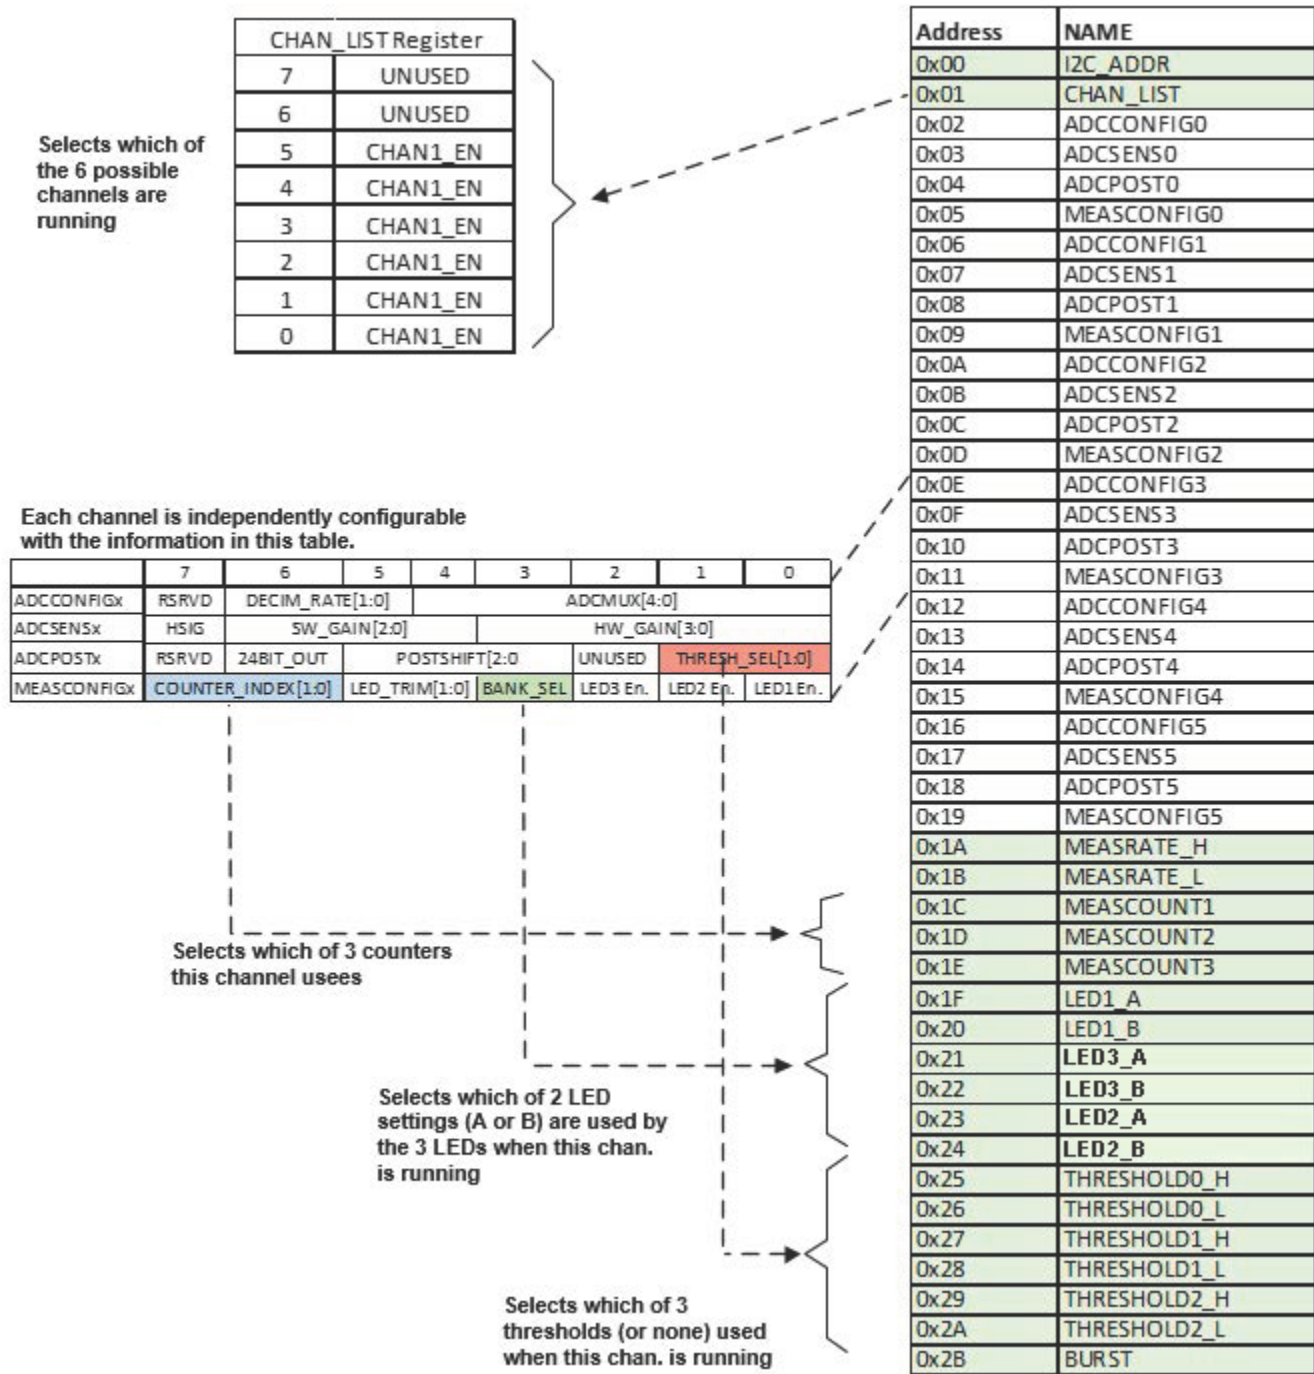 CHAN_LIST Register
7 UNUSED
6 UNUSED
5 CHAN1_EN
4 CHAN1_EN
3 CHAN1_EN
2 CHAN1_EN
1 CHAN1_EN
0 CHAN1_EN
Selects which of
the 6 possible
channels are
running
Each channel is independently configurable
with the information in this table.
7 6 5 4 3 2 1 0
ADCCONFIGx RSRVD DECIM_RATE[1:0] ADCMUX[4:0]
ADCSENSx HSIG SW_GAIN[2:0] HW_GAIN[3:0]
ADCPOSTx RSRVD 24BIT_OUT POSTSHIFT[2:0 UNUSED THRESH_SEL[1:0]
MEASCONFIGx COUNTER_INDEX[1:0] LED_TRIM[1:0] BANK_SEL LED3 En. LED2 En. LED1 En.
Selects which of 3 counters
this channel usees
Selects which of 2 LED
settings (A or B) are used by
the 3 LEDs when this chan.
is running
Selects which of 3
thresholds (or none) used
when this chan. is running
Address NAME
0x00 I2C_ADDR
0x01 CHAN_LIST
0x02 ADCCONFIG0
0x03 ADCSENS0
0x04 ADCPOST0
0x05 MEASCONFIG0
0x06 ADCCONFIG1
0x07 ADCSENS1
0x08 ADCPOST1
0x09 MEASCONFIG1
0x0A ADCCONFIG2
0x0B ADCSENS2
0x0C ADCPOST2
0x0D MEASCONFIG2
0x0E ADCCONFIG3
0x0F ADCSENS3
0x10 ADCPOST3
0x11 MEASCONFIG3
0x12 ADCCONFIG4
0x13 ADCSENS4
0x14 ADCPOST4
0x15 MEASCONFIG4
0x16 ADCCONFIG5
0x17 ADCSENS5
0x18 ADCPOST5
0x19 MEASCONFIG5
0x1A MEASRATE_H
0x1B MEASRATE_L
0x1C MEASCOUNT1
0x1D MEASCOUNT2
0x1E MEASCOUNT3
0x1F LED1_A
0x20 LED1_B
0x21 LED3_A
0x22 LED3_B
0x23 LED2_A
0x24 LED2_B
0x25 THRESHOLD0_H
0x26 THRESHOLD0_L
0x27 THRESHOLD1_H
0x28 THRESHOLD1_L
0x29 THRESHOLD2_H
0x2A THRESHOLD2_L
0x2B BURST